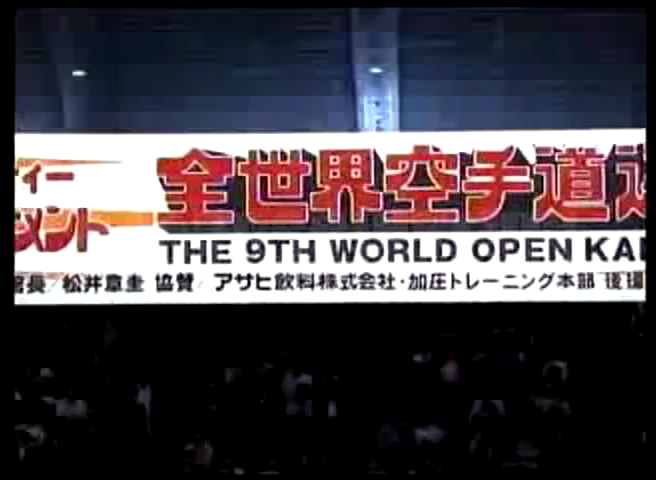 ィー
メント
全世界空手道
THE 9TH WORLD OPEN KA
館長/松井章圭 協賛/アサヒ飲料株式会社・加圧トレーニング本部 後援